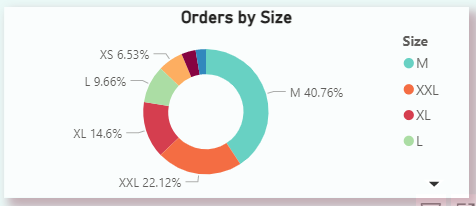 Orders by Size
XS 6.53%
L 9.66%
XL 14.6%
XXL 22.12%
M 40.76%
Size
M
XXL
XL
L